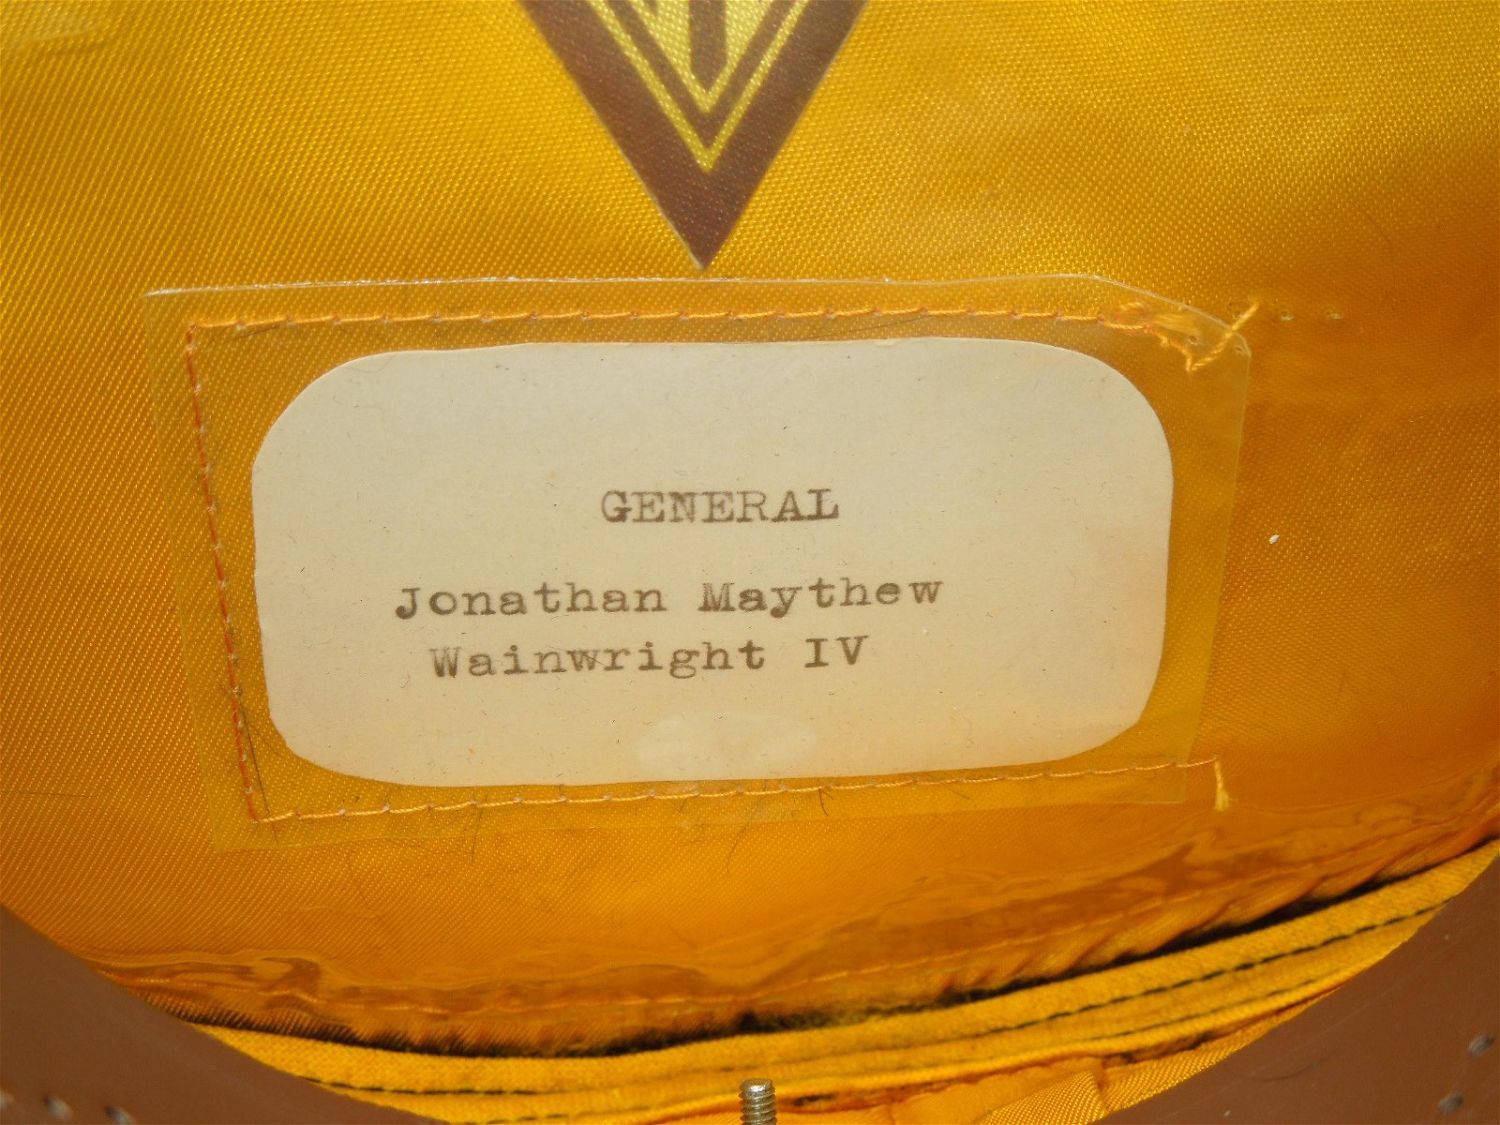 GENERAL
Jonathan Maythew
Wainwright IV